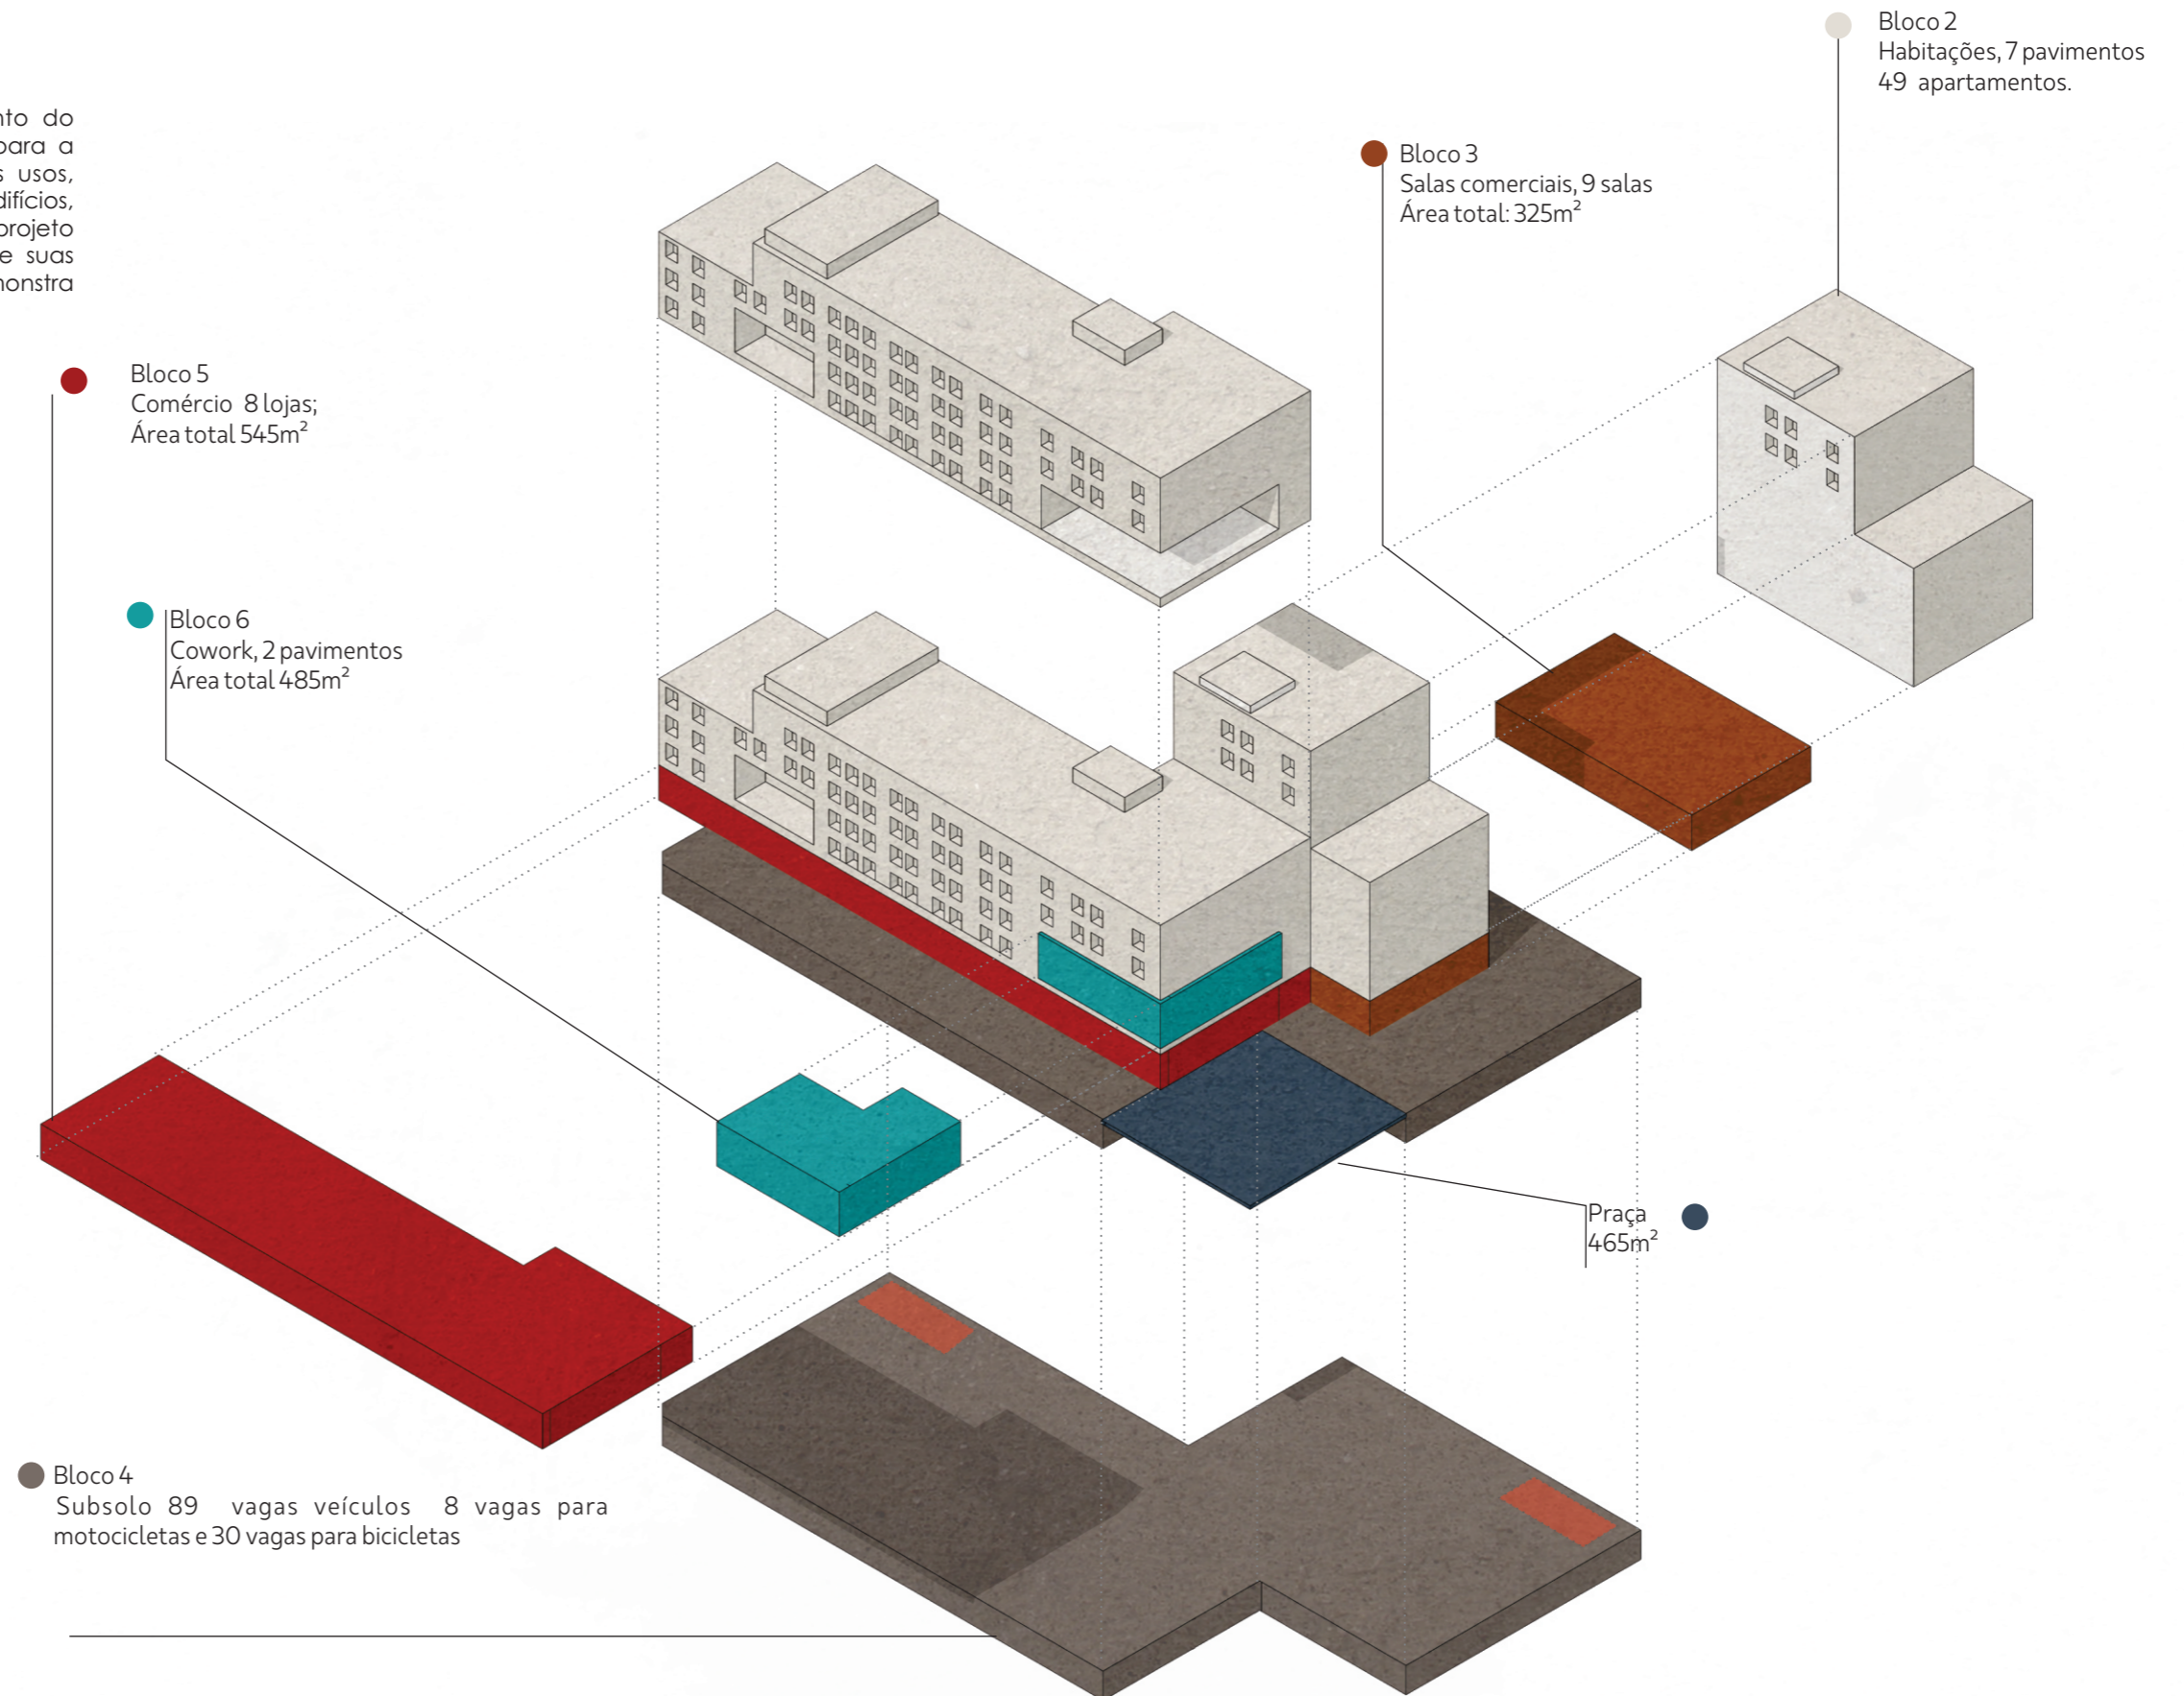 nto do
para a
s usos,
difícios,
projeto
e suas
nonstra
Bloco 2
Habitações, 7 pavimentos
49 apartamentos.
Bloco 3
Salas comerciais, 9 salas
Área total: 325m²
Bloco 5
Comércio 8 lojas;
Área total 545m²
Bloco 6
Cowork, 2 pavimentos
Área total 485m²
Praça
465m²
Bloco 4
Subsolo 89 vagas veículos 8 vagas para
motocicletas e 30 vagas para bicicletas